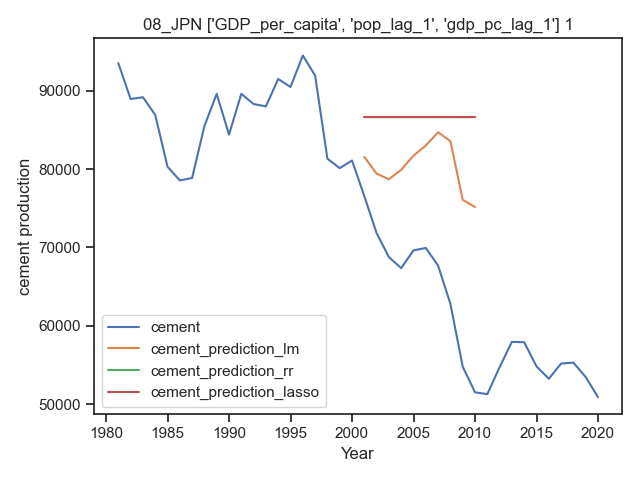 08_JPN ['GDP_per_capita', 'pop_lag_1', 'gdp_pc_lag_1'] 1
cement production
90000
80000
70000
60000
50000
cement
cement_prediction_lm
cement_prediction_rr
cement_prediction_lasso
1980 1985 1990 1995 2000 2005 2010 2015 2020
Year